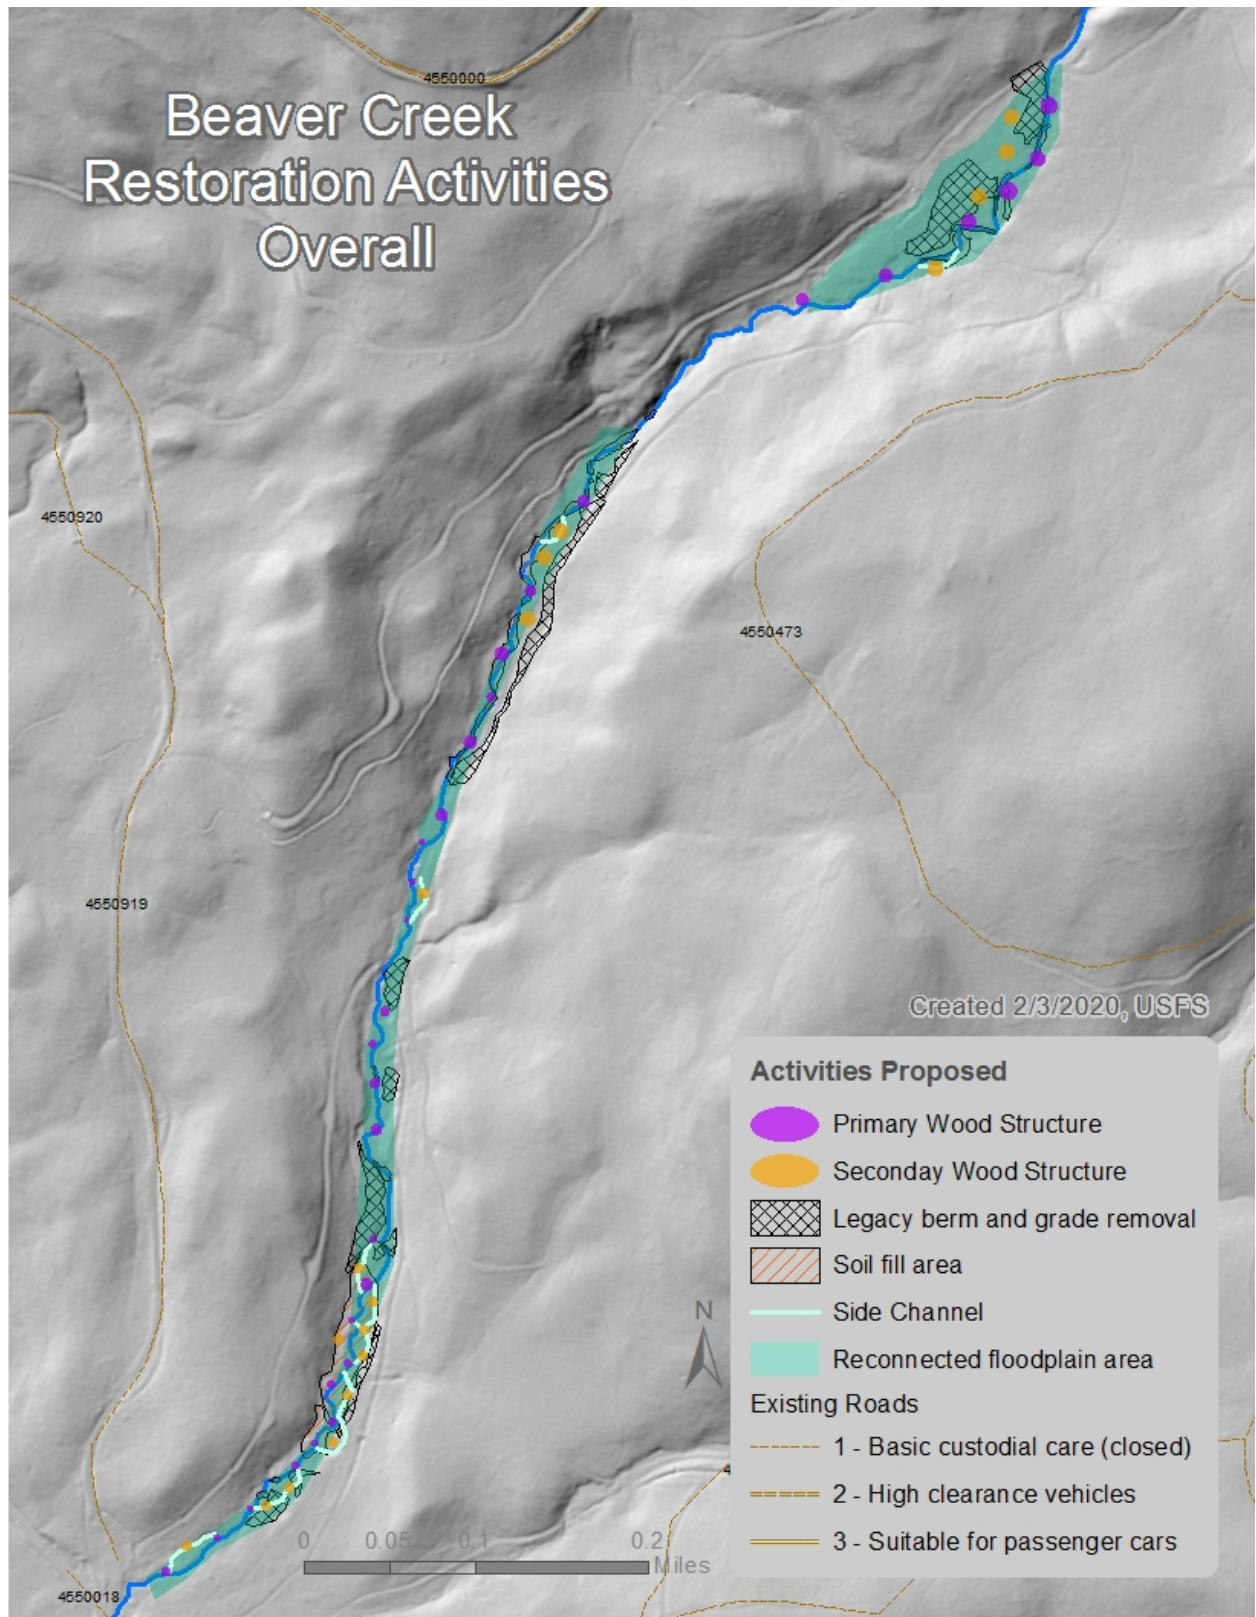 4550000
Beaver Creek
Restoration Activities
Overall
4550920
4550473
4550919
Created 2/3/2020, USFS
Activities Proposed
Primary Wood Structure
Seconday Wood Structure
Legacy berm and grade removal
Soil fill area
Side Channel
Reconnected floodplain area
Existing Roads
1 - Basic custodial care (closed)
2 - High clearance vehicles
3 - Suitable for passenger cars
N
4
0 0.05 0.1 0.2
Miles
4550018